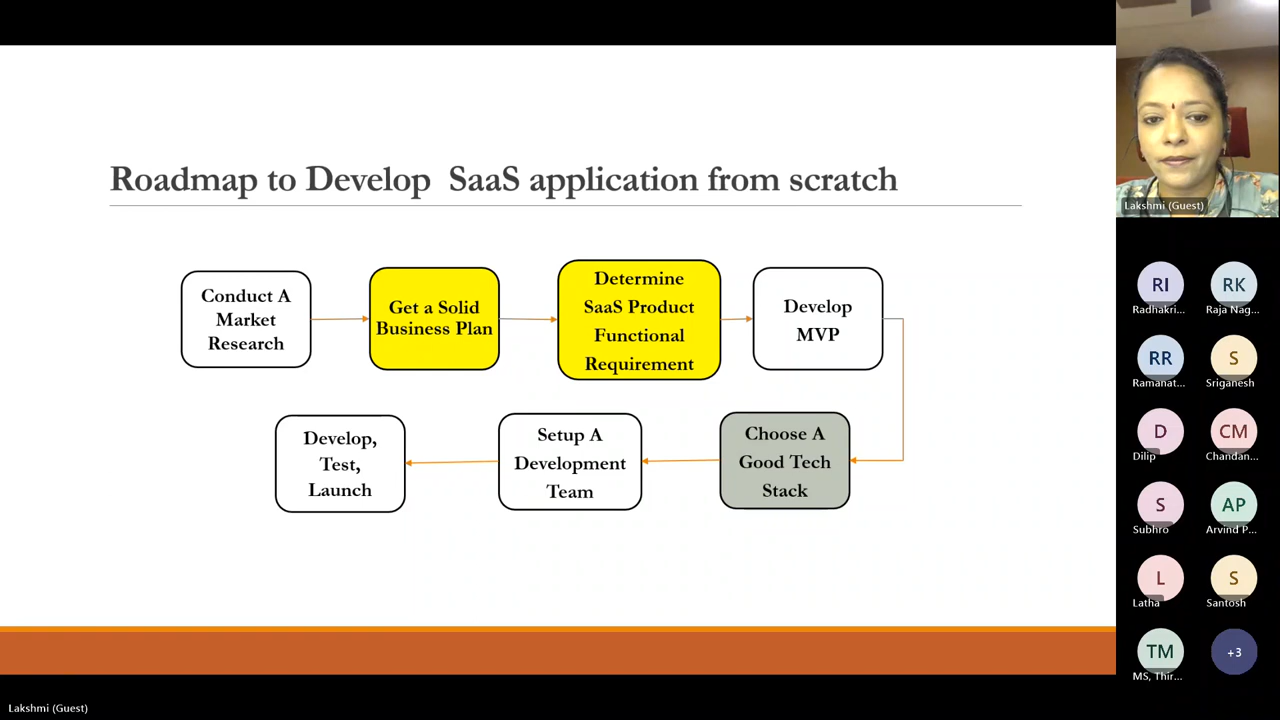 Roadmap to Develop SaaS application from scratch
Conduct A
Market
Research
Get a Solid
Business Plan
Determine
SaaS Product
Functional
Requirement
Develop
MVP
Develop,
Test,
Launch
Setup A
Development
Team
Choose A
Good Tech
Stack
Lakshmi (Guest)
RI
Radhakri...
RK
Raja Nag...
RR
Ramanat...
S
Sriganesh
D
Dilip
CM
Chandan...
S
Subhro
AP
Arvind P...
L
Latha
S
Santosh
TM
MS, Thir...
+3
Lakshmi (Guest)